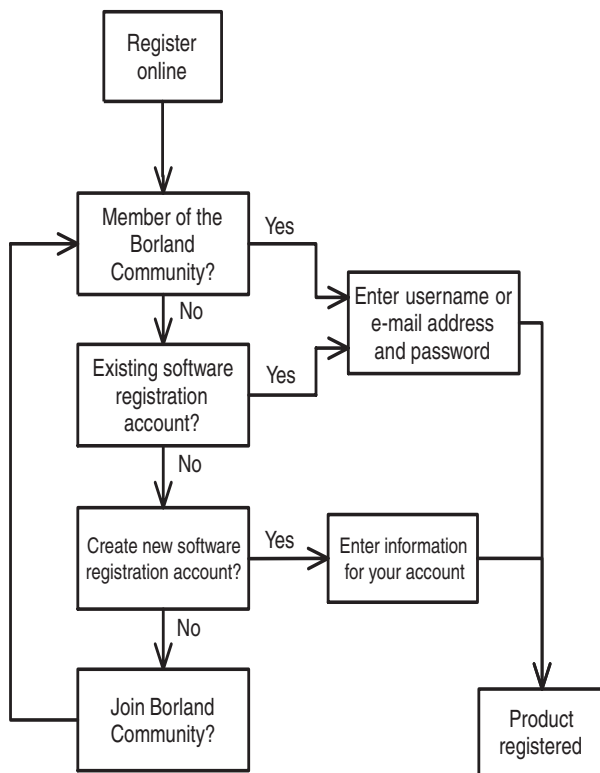 Register
online
Member of the
Borland
Community?
Yes
No
Enter username or
e-mail address
and password
Existing software
registration
account?
Yes
No
Create new software
registration account?
Yes
Enter information
for your account
No
Join Borland
Community?
Product
registered